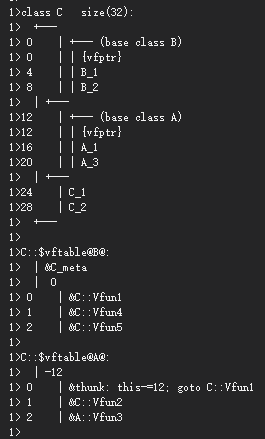 1>class C	size(32):
1>	+---
1> 0	| +--- (base class B)
1> 0	| | {vfptr}
1> 4	| | B_1
1> 8	| | B_2
1>	| +---
1>12	| +--- (base class A)
1>12	| | {vfptr}
1>16	| | A_1
1>20	| | A_3
1>	| +---
1>24	| C_1
1>28	| C_2
1>	+---
1>
1>C::$vftable@B@:
1>	| &C_meta
1>	|  0
1> 0	| &C::Vfun1
1> 1	| &C::Vfun4
1> 2	| &C::Vfun5
1>
1>C::$vftable@A@:
1>	| -12
1> 0	| &thunk: this-=12; goto C::Vfun1
1> 1	| &C::Vfun2
1> 2	| &A::Vfun3
1>